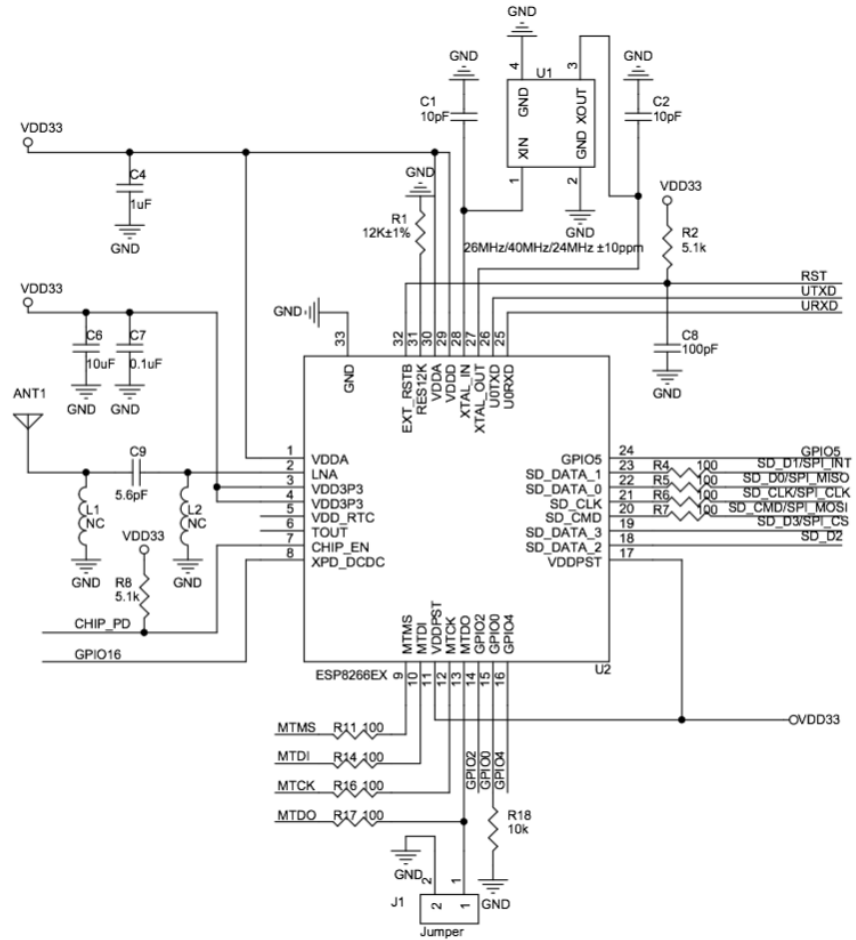 GND
GND
GND
4
3
U1
C1
10pF
GND
XOUT
C2
10pF
XIN
GND
1
2
GND
VDD33
C4
1uF
GND
GND
R1
12K±1%
26MHz/40MHz/24MHz ±10ppm
VDD33
R2
5.1k
RST
UTXD
URXD
C8
100pF
GND
VDD33
C6
10uF
GND
C7
0.1uF
GND
GND
33
32
31
30
29
28
27
26
25
GND
EXT_RSTB
RES12K
VDDA
VDDD
XTAL_IN
XTAL_OUT
U0TXD
U0RXD
ANT1
C9
5.6pF
L1
NC
GND
L2
NC
GND
1 VDDA
2 LNA
3 VDD3P3
4 VDD3P3
5 VDD_RTC
6 TOUT
7 CHIP_EN
8 XPD_DCDC
GPIO5 24 GPIO5
SD_DATA_1 23 R4 100 SD_D1/SPI_INT
SD_DATA_0 22 R5 100 SD_D0/SPI_MISO
SD_CLK 21 R6 100 SD_CLK/SPI_CLK
SD_CMD 20 R7 100 SD_CMD/SPI_MOSI
SD_DATA_3 19 SD_D3/SPI_CS
SD_DATA_2 18 SD_D2
VDDPST 17
VDD33
R8
5.1k
CHIP_PD
GPIO16
MTMS
MTDI
VDDPST
MTCK
MTDO
GPIO2
GPIO0
GPIO4
ESP8266EX
U2
9
10
11
12
13
14
15
16
VDD33
MTMS R11 100
MTDI R14 100
MTCK R16 100
MTDO R17 100
GPIO2
GPIO0
GPIO4
R18
10k
GND
GND
2
1
J1
2
1
Jumper